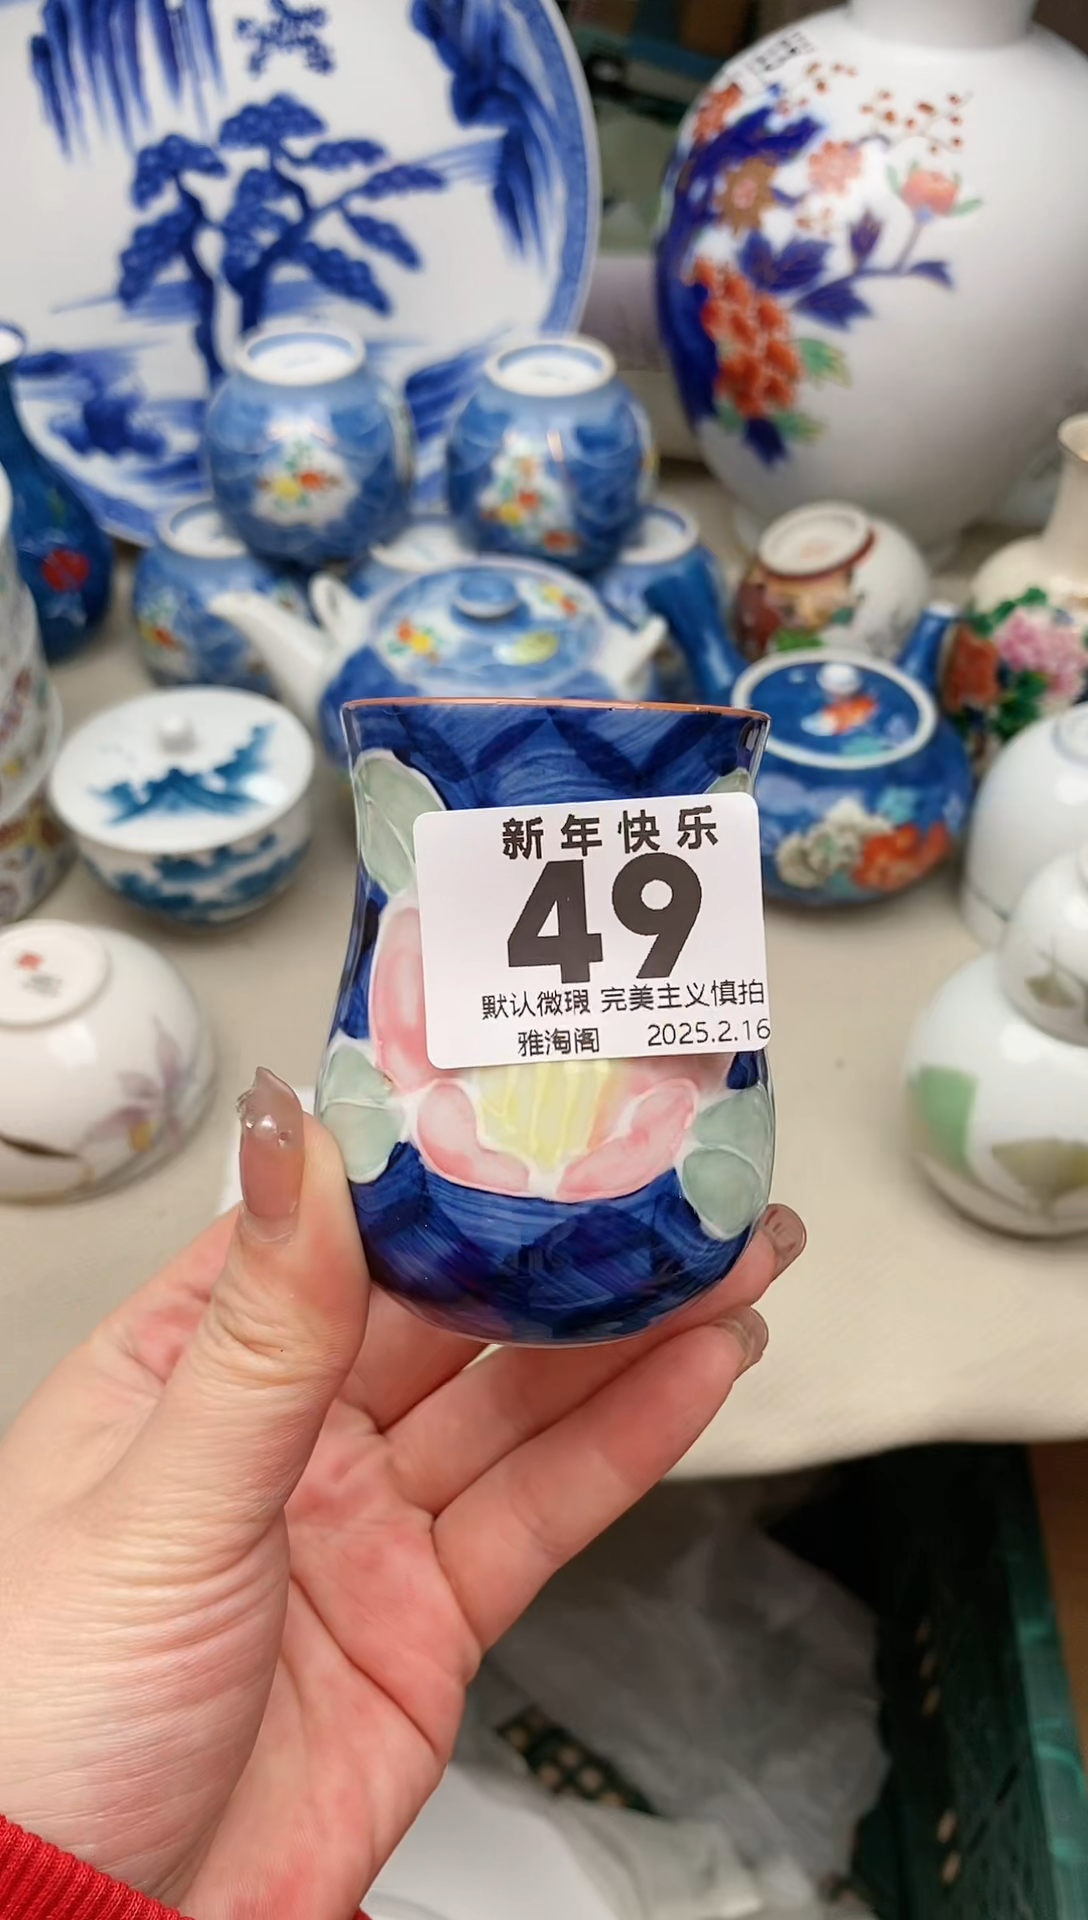 新年快乐
49
默认微瑕 完美主义慎拍
雅淘阁 2025.2.16